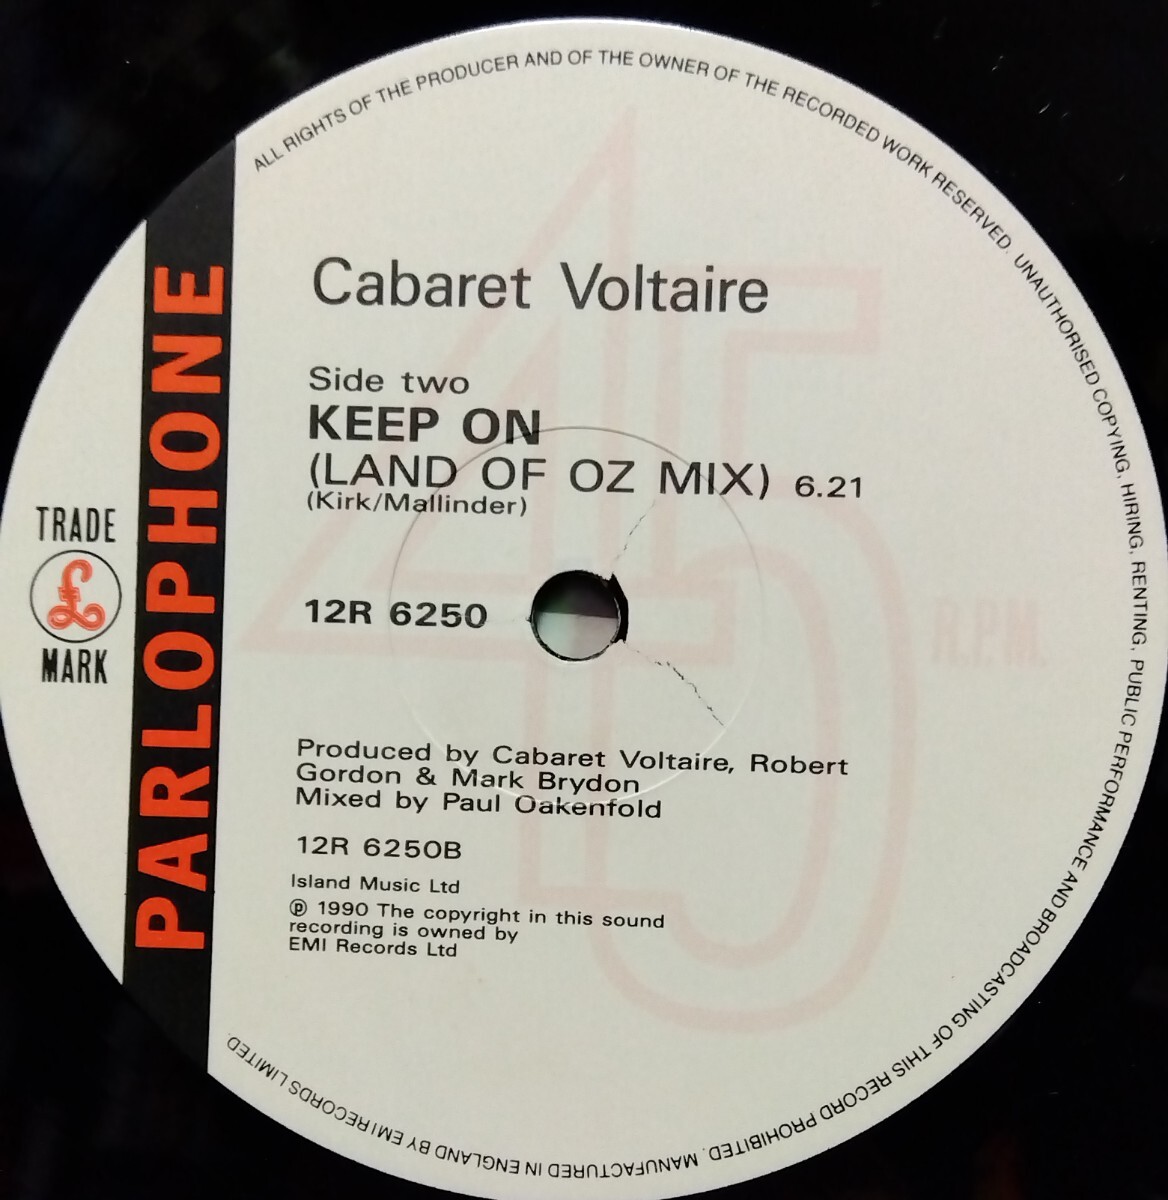 ALL RIGHTS OF THE PRODUCER AND OF THE OWNER OF THE RECORDED WORK RESERVED. UNAUTHORISED COPYING, HIRING, RENTING, PUBLIC PERFORMANCE AND BROADCASTING OF THIS RECORD PROHIBITED. MANUFACTURED IN ENGLAND BY EMI RECORDS LIMITED.
PARLOPHONE
TRADE
£
MARK
Cabaret Voltaire
Side two
KEEP ON
(LAND OF OZ MIX) 6.21
(Kirk/Mallinder)
12R 6250
45
R.P.M.
Produced by Cabaret Voltaire, Robert
Gordon & Mark Brydon
Mixed by Paul Oakenfold
12R 6250B
Island Music Ltd
℗ 1990 The copyright in this sound
recording is owned by
EMI Records Ltd